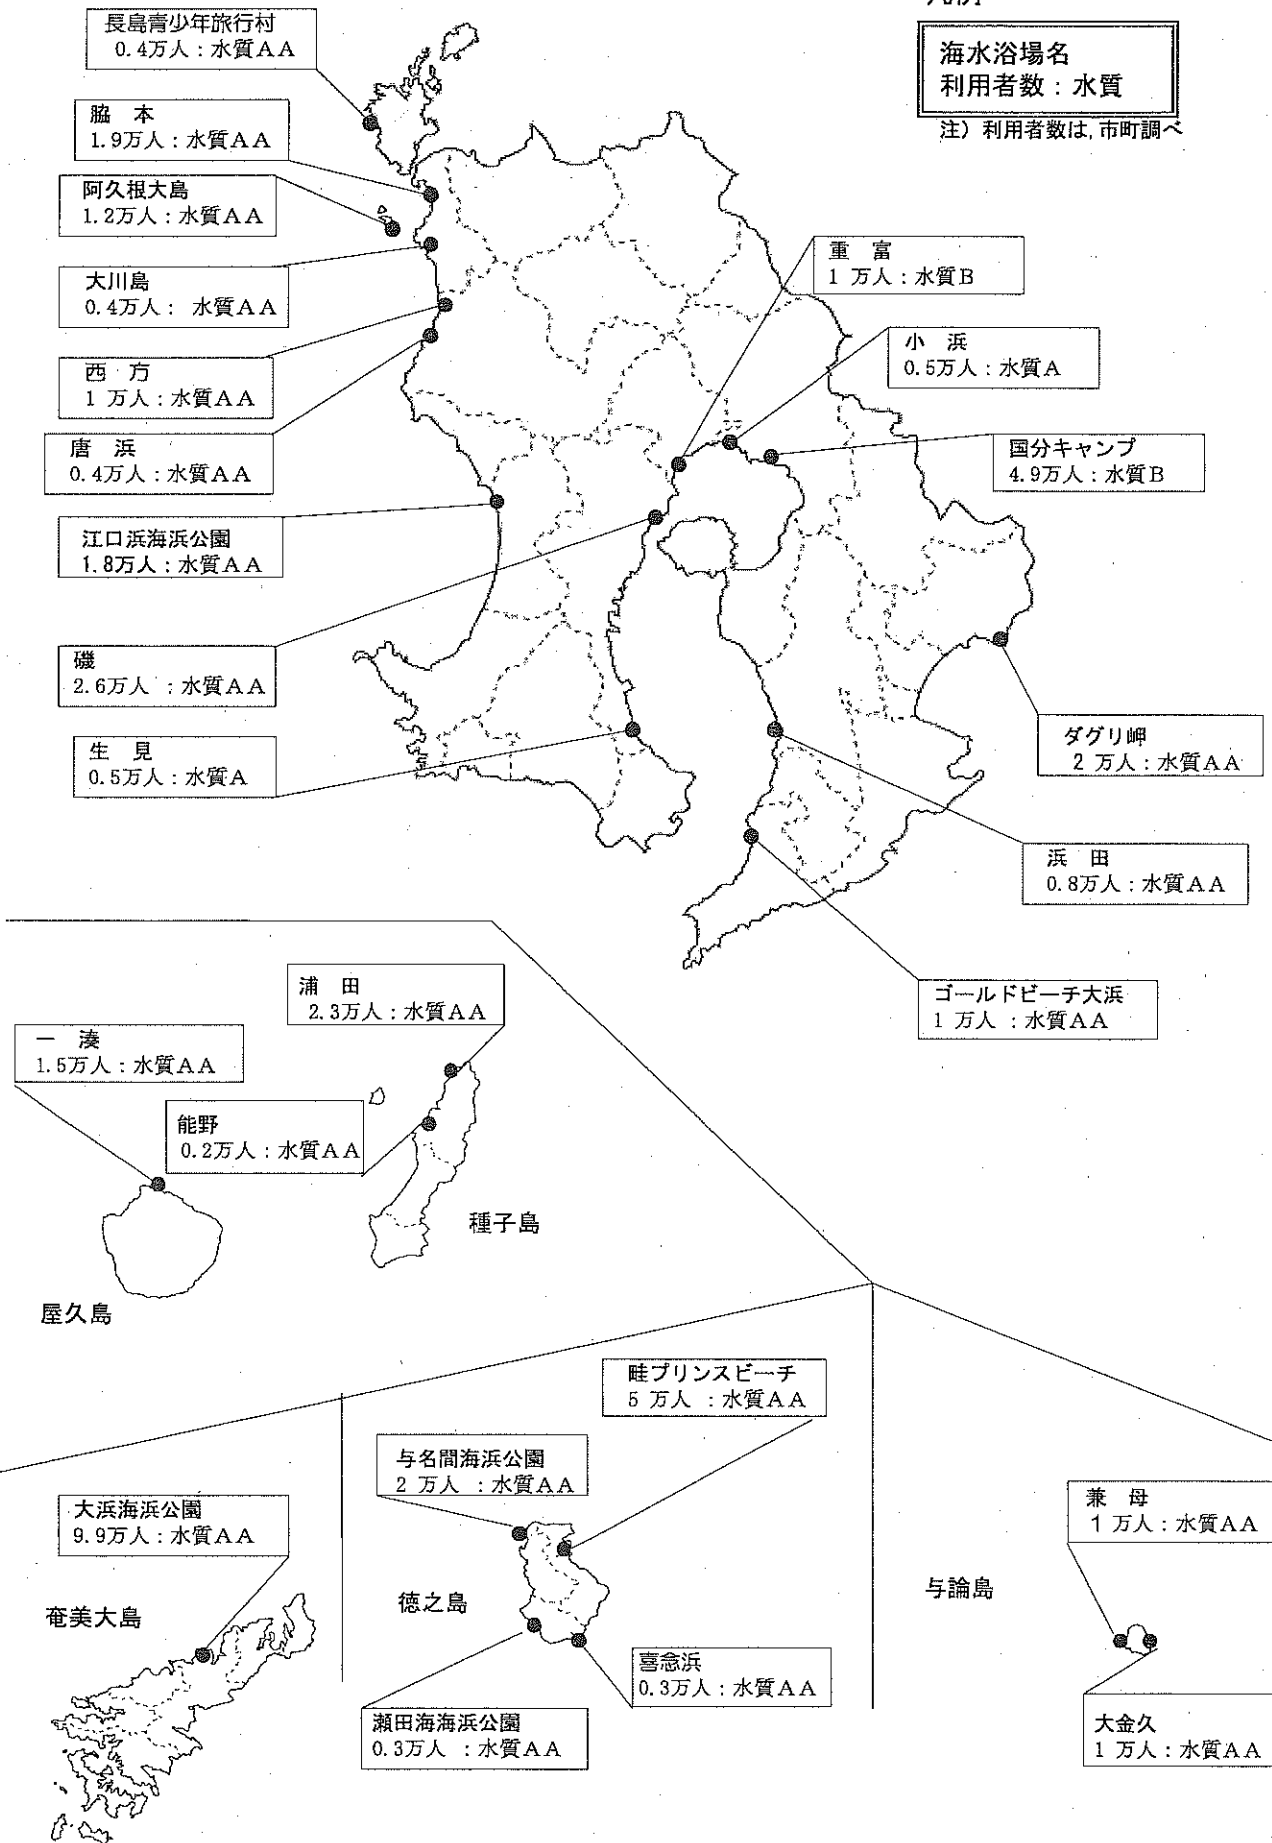 海水浴場名
利用者数：水質
注）利用者数は,市町調べ
長島青少年旅行村
0.4万人：水質ＡＡ
脇　本
1.9万人：水質ＡＡ
阿久根大島
1.2万人：水質ＡＡ
大川島
0.4万人：　水質ＡＡ
西　方
1 万人：水質ＡＡ
唐　浜
0.4万人：水質ＡＡ
江口浜海浜公園
1.8万人：水質ＡＡ
磯
2.6万人　：水質ＡＡ
生　見
0.5万人：水質Ａ
重　富
1 万人：水質Ｂ
小　浜
0.5万人：水質Ａ
国分キャンプ
4.9万人：水質Ｂ
ダグリ岬
2 万人：水質ＡＡ
浜　田
0.8万人：水質ＡＡ
ゴールドビーチ大浜
1 万人 ：水質ＡＡ
浦　田
2.3万人：水質ＡＡ
一　湊
1.5万人：水質ＡＡ
能野
0.2万人：水質ＡＡ
種子島
屋久島
畦プリンスビーチ
5 万人 ：水質ＡＡ
与名間海浜公園
2 万人 ：水質ＡＡ
大浜海浜公園
9.9万人：水質ＡＡ
奄美大島
徳之島
喜念浜
0.3万人：水質ＡＡ
瀬田海海浜公園
0.3万人 ：水質ＡＡ
兼　母
1 万人：水質ＡＡ
与論島
大金久
1 万人：水質ＡＡ